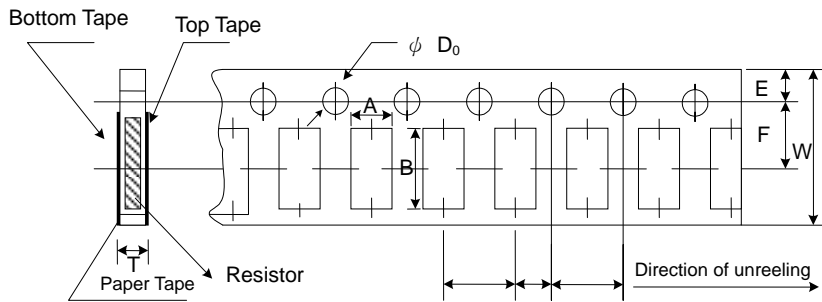 Bottom Tape
Top Tape
ϕ D0
A
E
F
W
B
T
Paper Tape
Resistor
Direction of unreeling